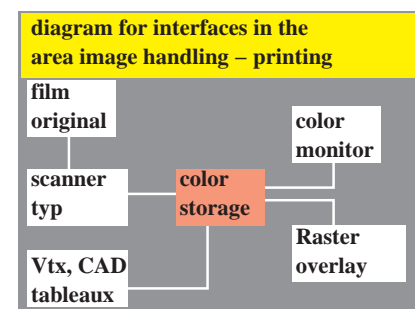 diagram for interfaces in the
area image handling – printing
film
original
color
monitor
scanner
typ
color
storage
Raster
overlay
Vtx, CAD
tableaux